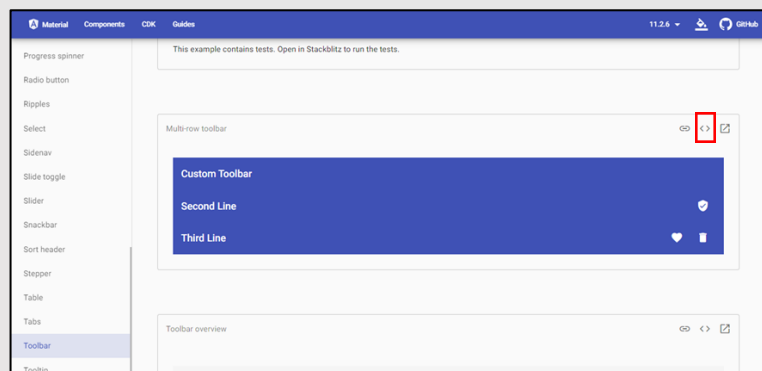 Material Components CDK Guides 11.2.6 GitHub
Progress spinner
Radio button
Ripples
Select
Sidenav
Slide toggle
Slider
Snackbar
Sort header
Stepper
Table
Tabs
Toolbar
Tooltip
This example contains tests. Open in Stackblitz to run the tests.
Multi-row toolbar
Custom Toolbar
Second Line
Third Line
Toolbar overview